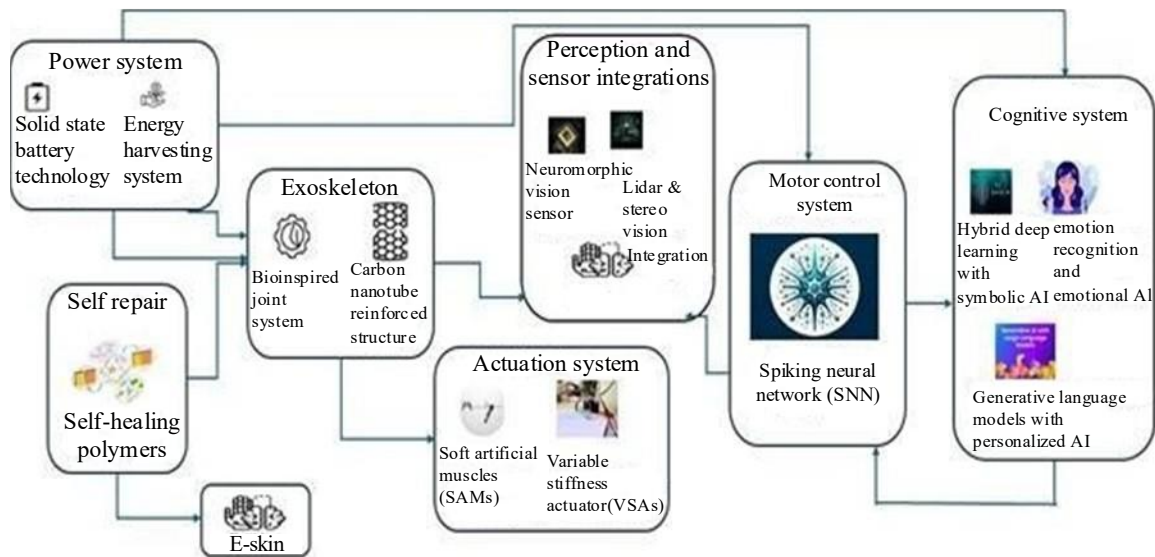 Power system
Solid state
battery
technology
Energy
harvesting
system
Perception and
sensor integrations
Neuromorphic
vision
sensor
Lidar &
stereo
vision
Integration
Cognitive system
Hybrid deep
learning
with
symbolic AI
emotion
recognition
and
emotional AI
Generative language
models with
personalized AI
Exoskeleton
Bioinspired
joint
system
Carbon
nanotube
reinforced
structure
Motor control
system
Spiking neural
network (SNN)
Self repair
Self-healing
polymers
Actuation system
Soft artificial
muscles
(SAMs)
Variable
stiffness
actuator(VSAs)
E-skin